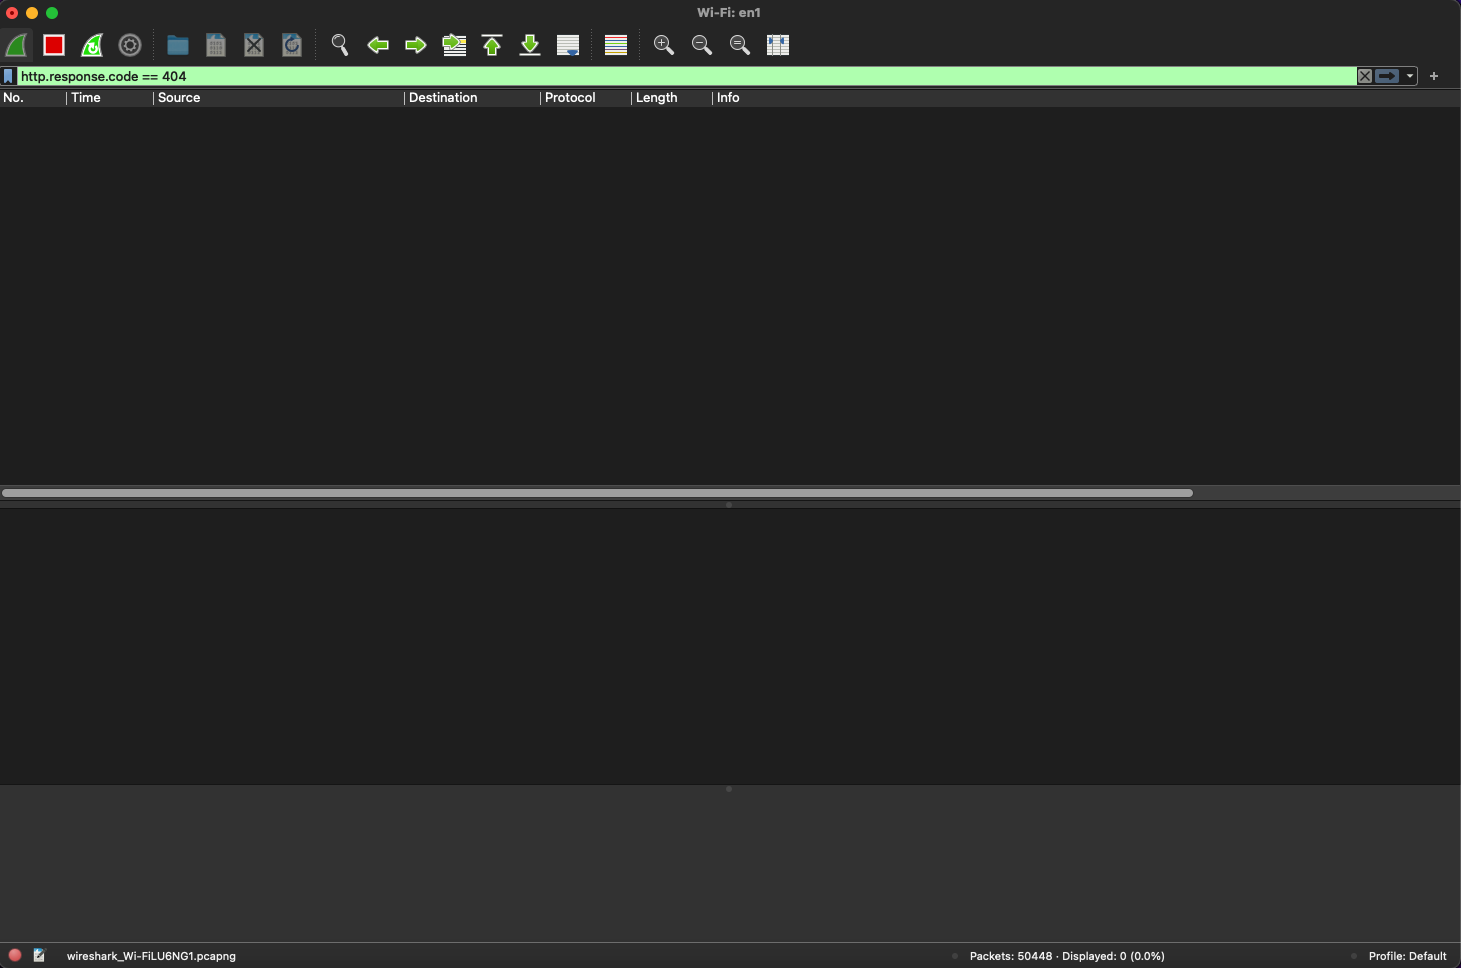 Wi-Fi: en1
http.response.code == 404
No. Time Source Destination Protocol Length Info
wireshark_Wi-FiLU6NG1.pcapng Packets: 50448 · Displayed: 0 (0.0%) Profile: Default